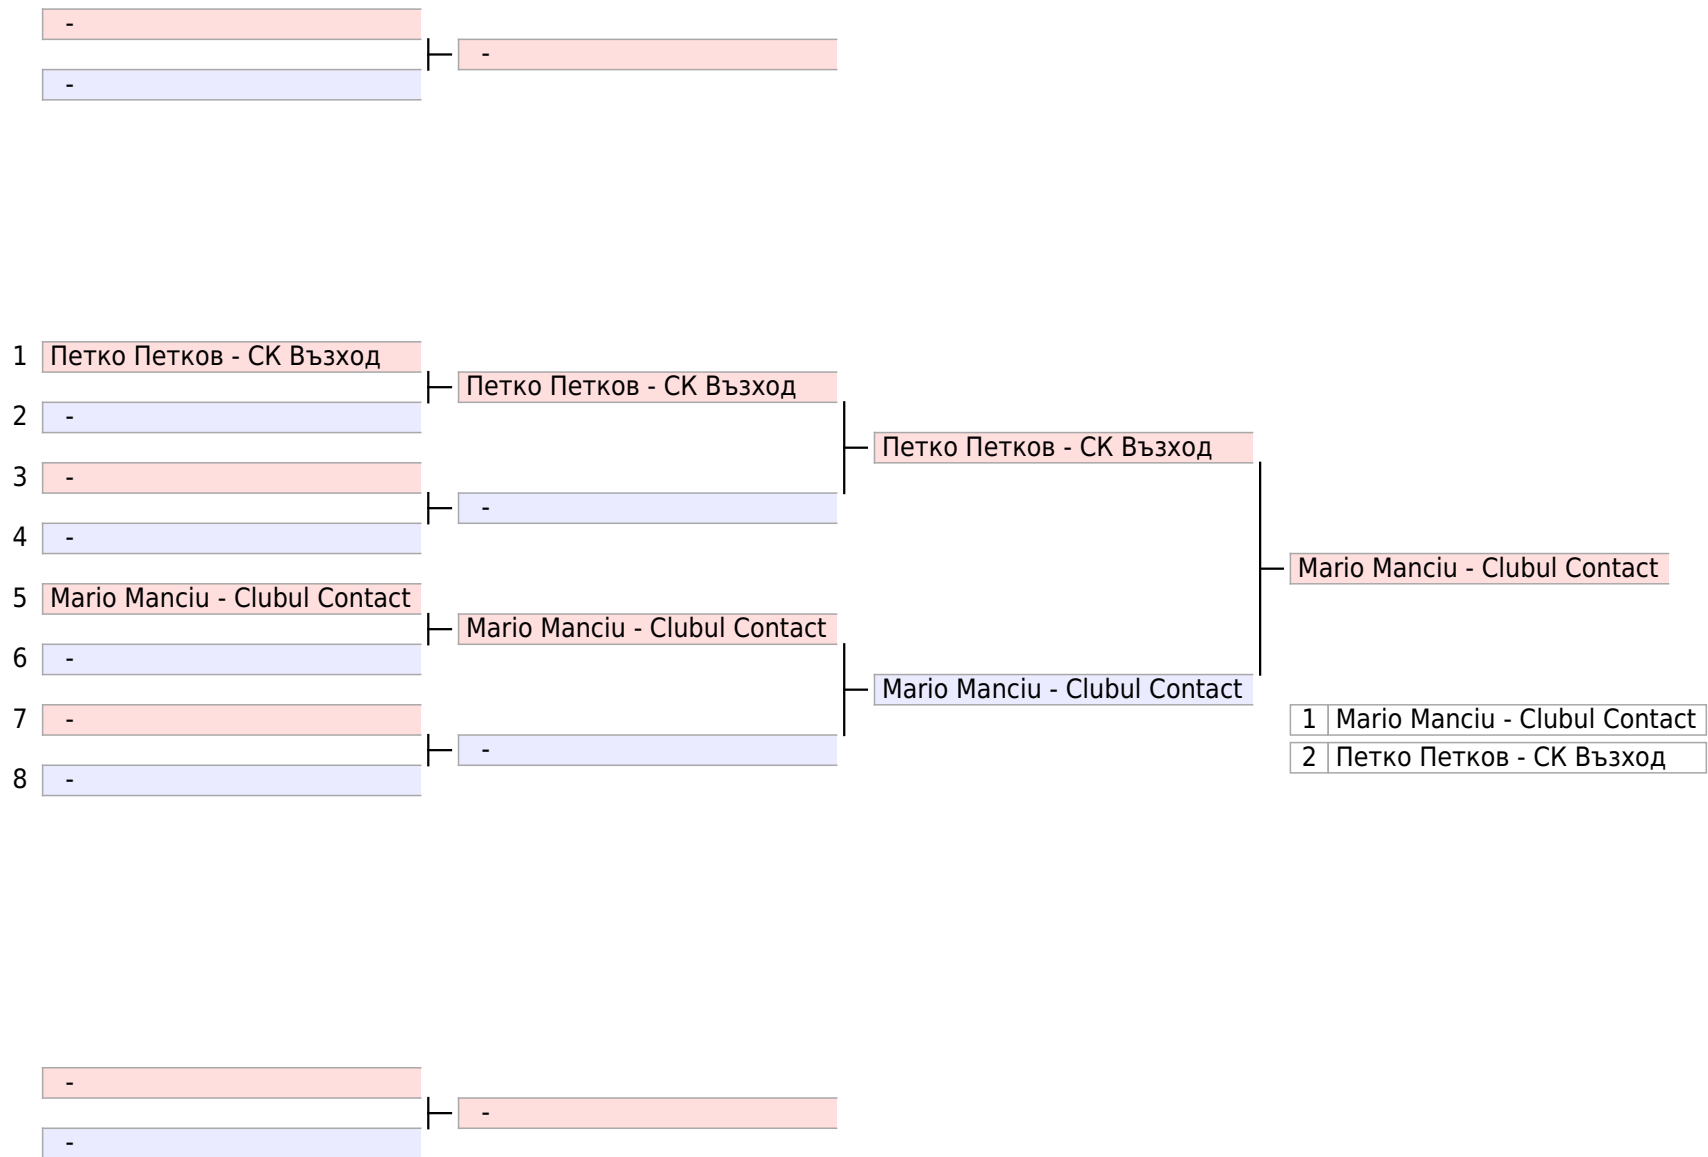 -
-
-
1 Петко Петков - СК Възход
Петко Петков - СК Възход
2 -
Петко Петков - СК Възход
3 -
-
4 -
Mario Manciu - Clubul Contact
5 Mario Manciu - Clubul Contact
Mario Manciu - Clubul Contact
6 -
Mario Manciu - Clubul Contact
7 -
1 Mario Manciu - Clubul Contact
-
2 Петко Петков - СК Възход
8 -
-
-
-